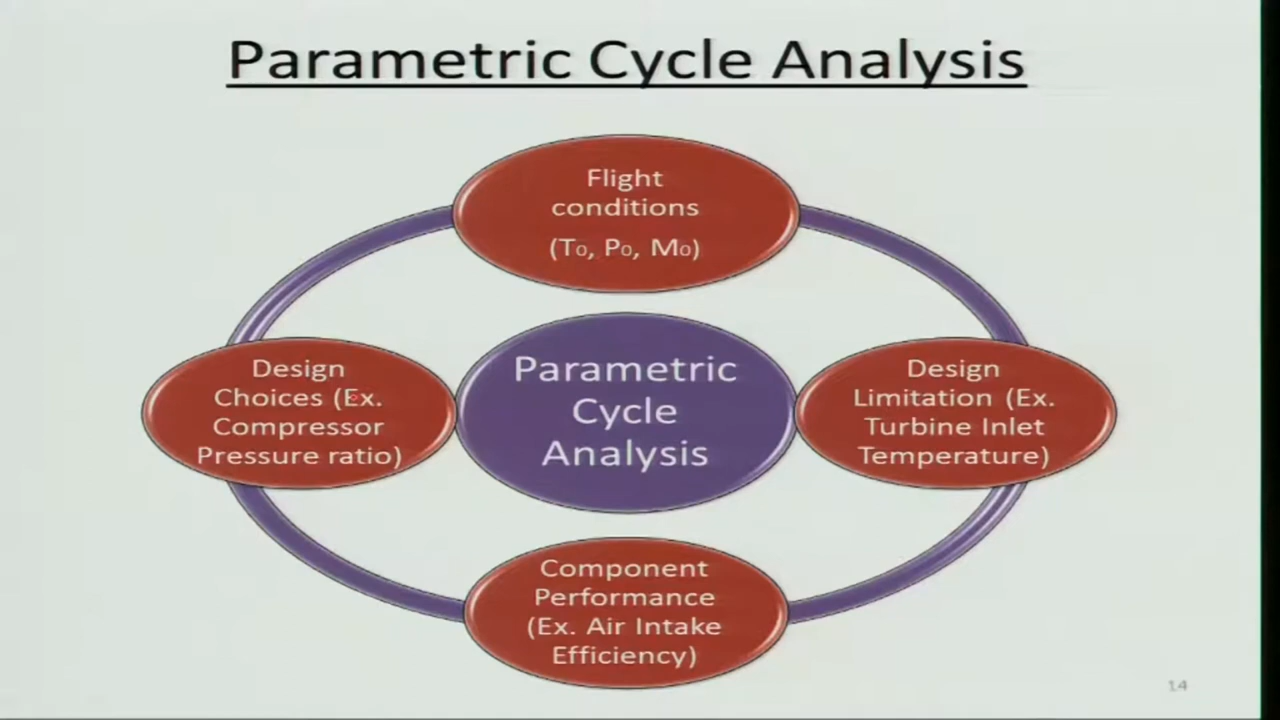 Parametric Cycle Analysis
Flight
conditions
(T₀, P₀, M₀)
Design
Choices (Ex.
Compressor
Pressure ratio)
Parametric
Cycle
Analysis
Design
Limitation (Ex.
Turbine Inlet
Temperature)
Component
Performance
(Ex. Air Intake
Efficiency)
14